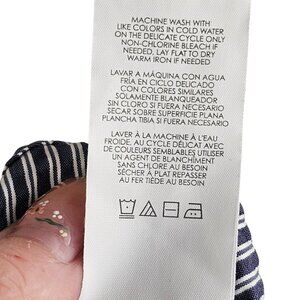 MACHINE WASH WITH
LIKE COLORS IN COLD WATER
ON THE DELICATE CYCLE ONLY
NON-CHLORINE BLEACH IF
NEEDED, LAY FLAT TO DRY
WARM IRON IF NEEDED
LAVAR A MÁQUINA CON AGUA
FRÍA EN CICLO DELICADO
CON COLORES SIMILARES
SOLAMENTE BLANQUEADOR
SIN CLORO SI FUERA NECESARIO
SECAR SOBRE SUPERFICIE PLANA
PLANCHA TIBIA SI FUERA NECESARIO
LAVER À LA MACHINE À L'EAU
FROIDE, AU CYCLE DÉLICAT AVEC
DE COULEURS SEMBLABLES UTILISER
UN AGENT DE BLANCHIMENT
SANS CHLORE AU BESOIN
SÉCHER À PLAT REPASSER
AU FER TIÈDE AU BESOIN